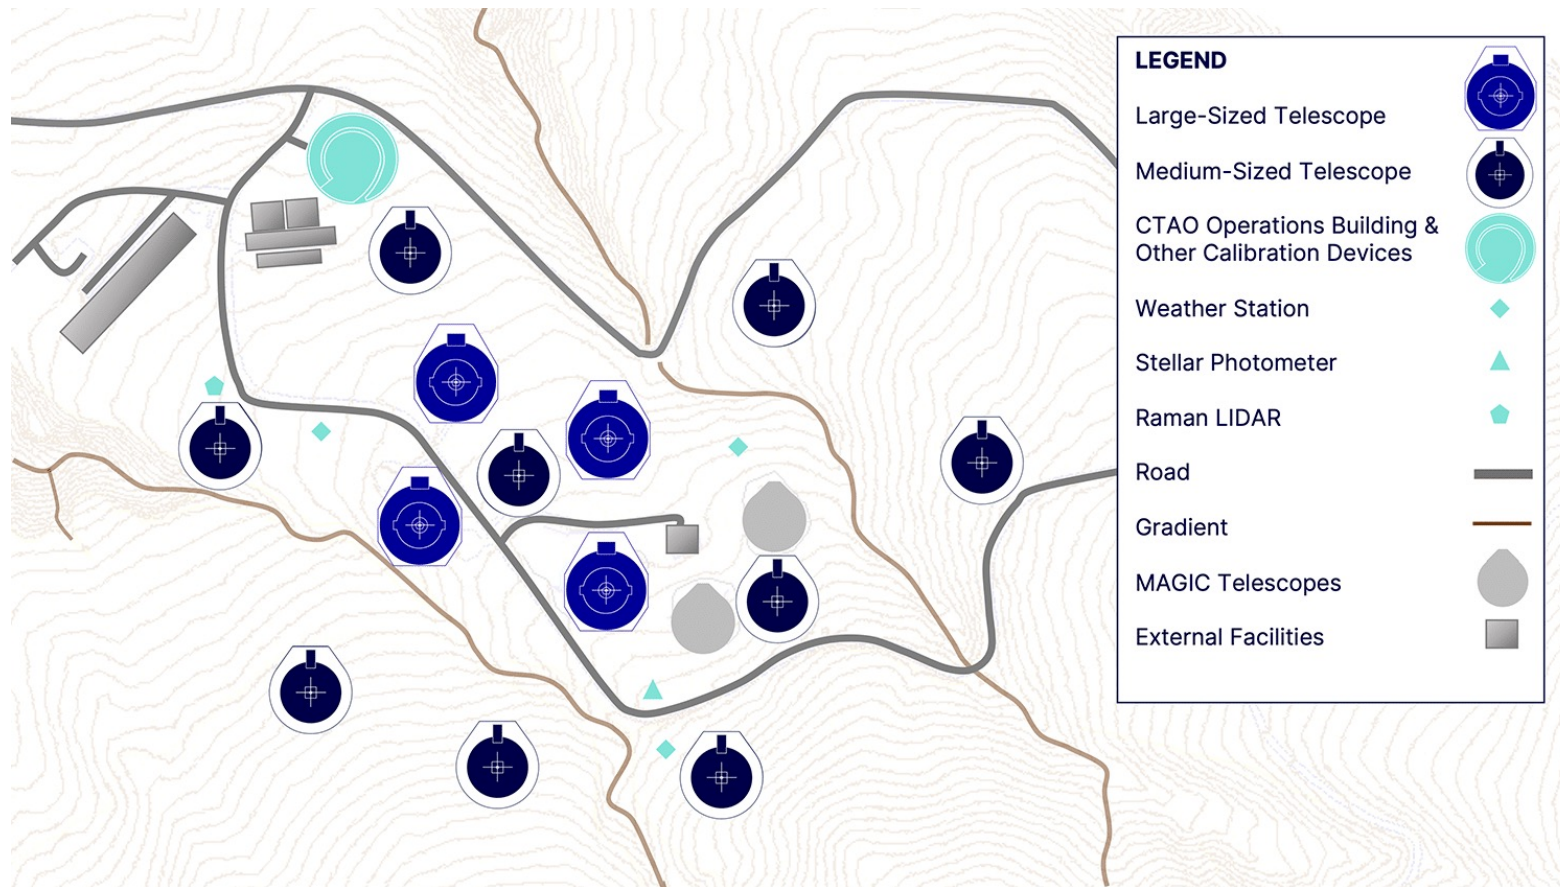 LEGEND
Large-Sized Telescope
Medium-Sized Telescope
CTAO Operations Building &
Other Calibration Devices
Weather Station
Stellar Photometer
Raman LIDAR
Road
Gradient
MAGIC Telescopes
External Facilities